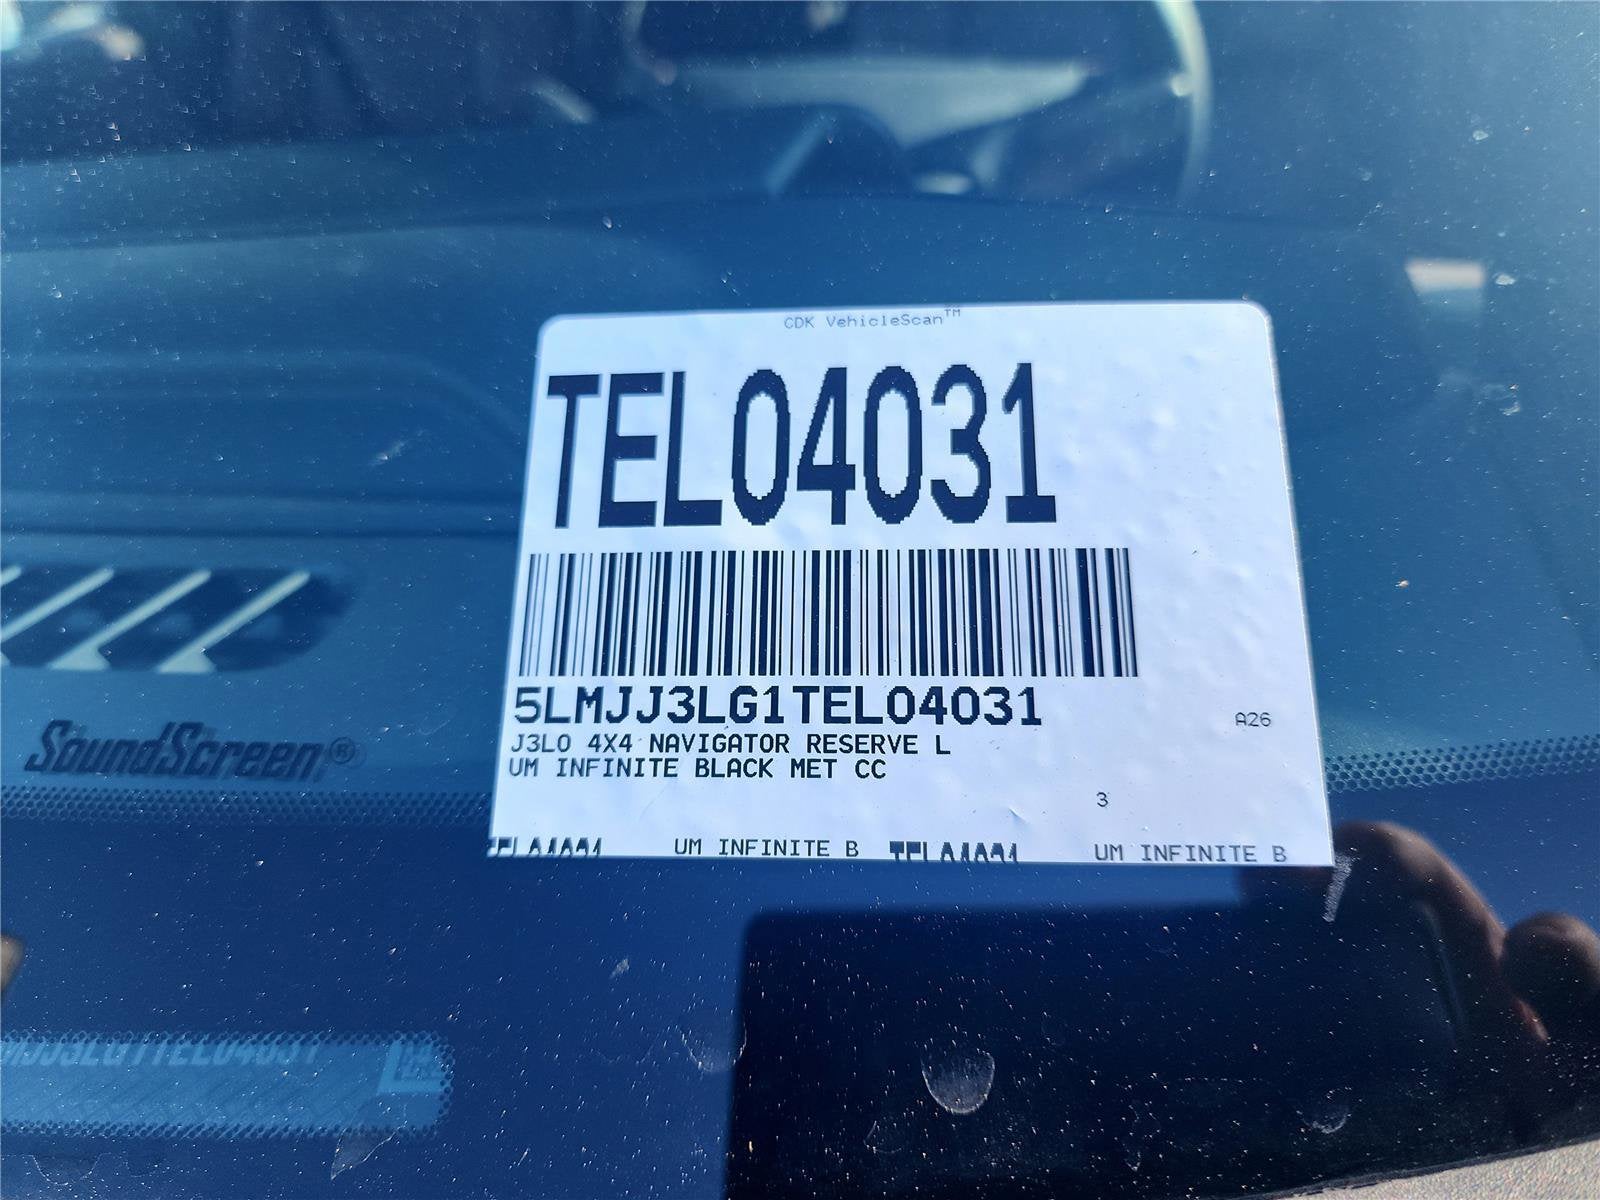 CDK VehicleScan™
TEL04031
5LMJJ3LG1TEL04031
A26
J3L0 4X4 NAVIGATOR RESERVE L
UM INFINITE BLACK MET CC
3
UM INFINITE B
UM INFINITE B
SoundScreen®
JJ3LG1TEL04031